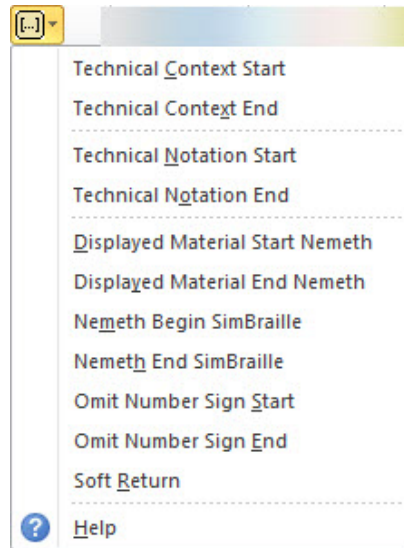 [...]
Technical Context Start
Technical Context End
Technical Notation Start
Technical Notation End
Displayed Material Start Nemeth
Displayed Material End Nemeth
Nemeth Begin SimBraille
Nemeth End SimBraille
Omit Number Sign Start
Omit Number Sign End
Soft Return
? Help